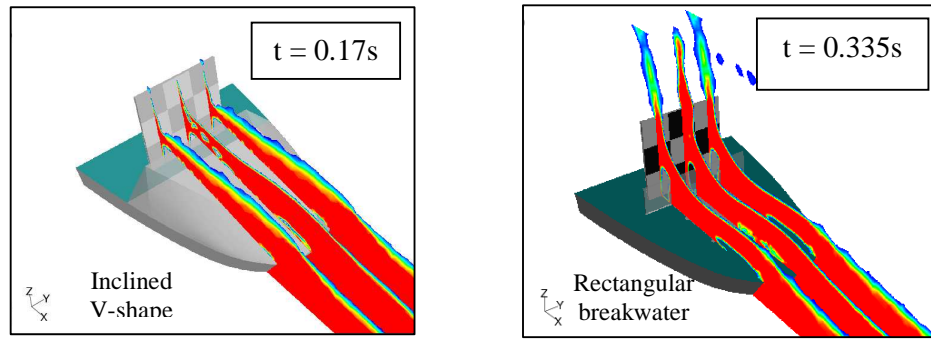 t = 0.17s
Inclined
V-shape
Z
Y
X
t = 0.335s
Rectangular
breakwater
Z
Y
X